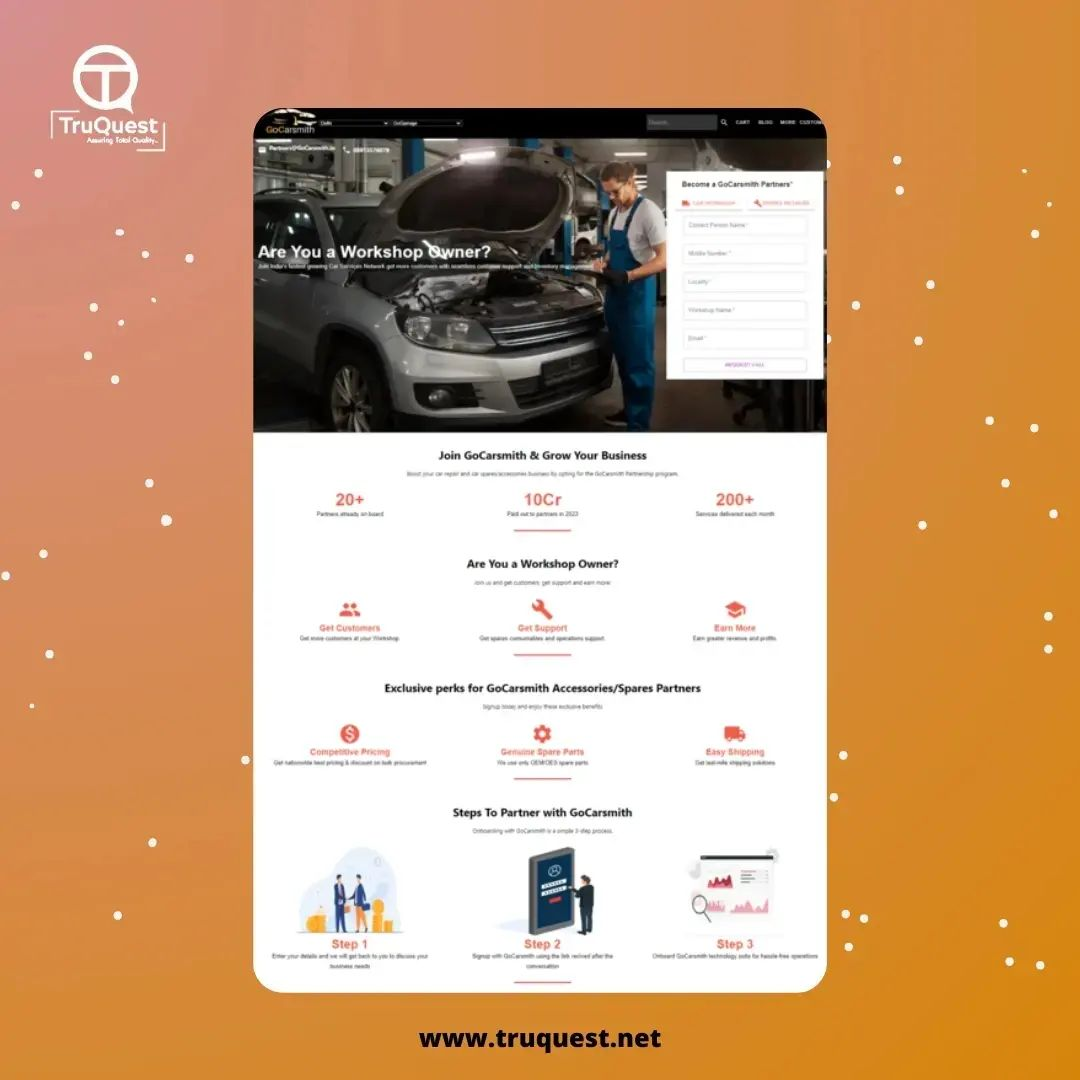 TruQuest
Assuring Total Quality..
GoCarsmith
Delhi
GoGarage
Search..
CART
BLOG
MORE
CUSTOM
Partners@GoCarsmith.in
Are You a Workshop Owner?
Join India's fastest growing Car Services Network get more customers with seamless customer support and inventory management
Become a GoCarsmith Partners*
CAR WORKSHOP
SPARES RETAILER
Contact Person Name *
Mobile Number *
Locality *
Workshop Name *
Email *
REQUEST CALL
Join GoCarsmith & Grow Your Business
Boost your car repair and car spares/accessories business by opting for the GoCarsmith Partnership program.
20+
Partners already on board
10Cr
Paid out to partners in 2023
200+
Services delivered each month
Are You a Workshop Owner?
Join us and get customers, get support and earn more!
Get Customers
Get more customers at your Workshop.
Get Support
Get spares consumables and operations support.
Earn More
Earn greater revenue and profits.
Exclusive perks for GoCarsmith Accessories/Spares Partners
Signup today and enjoy these exclusive benefits
Competitive Pricing
Get nationwide best pricing & discount on bulk procurement
Genuine Spare Parts
We use only OEM/OES spare parts
Easy Shipping
Get last-mile shipping solutions
Steps To Partner with GoCarsmith
Onboarding with GoCarsmith is a simple 3-step process.
Step 1
Enter your details and we will get back to you to discuss your
business needs
Step 2
Signup with GoCarsmith using the link recived after the
conversation
Step 3
Onboard GoCarsmith technology suite for hassle-free operations
www.truquest.net